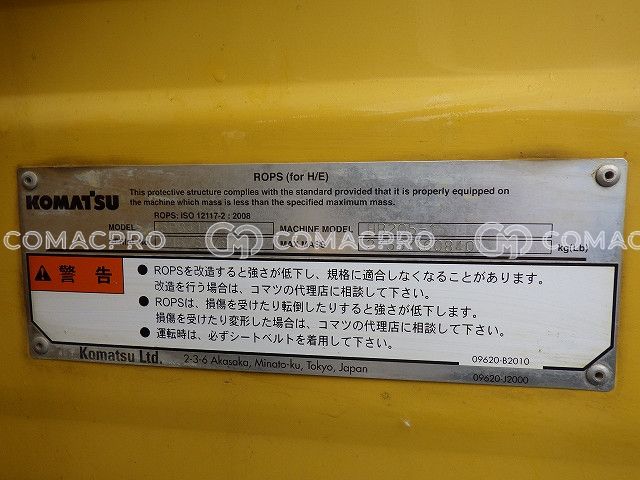 ROPS (for H/E)
KOMATSU
This protective structure complies with the standard provided that it is properly equipped on
the machine which mass is less than the specified maximum mass.
ROPS: ISO 12117-2 : 2008
MODEL
MACHINE MODEL
MAX MASS
kg(Lb)
COMACPRO
COMACPRO
COMACPRO
警告
● ROPSを改造すると強さが低下し、規格に適合しなくなることがあります。
改造を行う場合は、コマツの代理店に相談して下さい。
● ROPSは、損傷を受けたり転倒したりすると強さが低下します。
損傷を受けたり変形した場合は、コマツの代理店に相談して下さい。
● 運転時は、必ずシートベルトを着用して下さい。
Komatsu Ltd.
2-3-6 Akasaka, Minato-ku, Tokyo, Japan
09620-B2010
09620-J2000